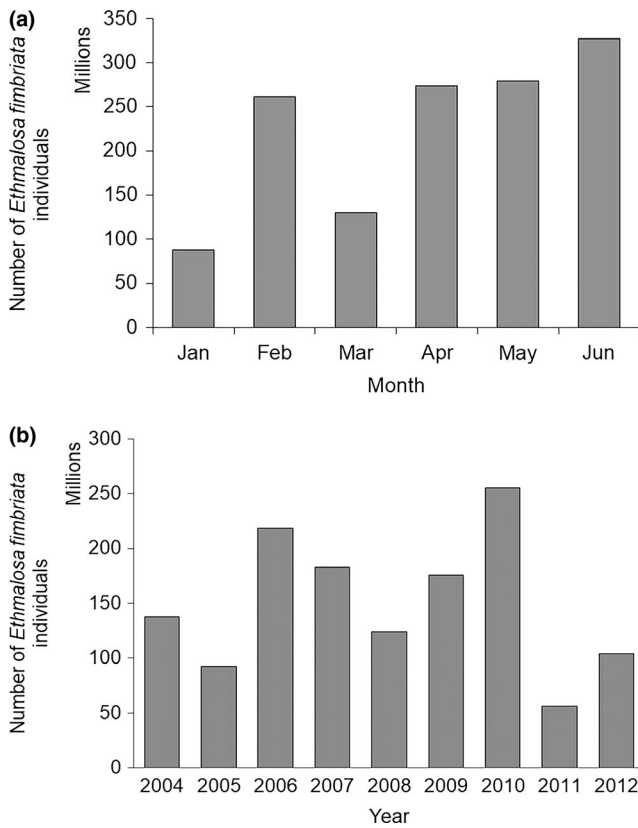 (a)
Number of Ethmalosa fimbriata
individuals
Millions
350
300
250
200
150
100
50
0
Jan Feb Mar Apr May Jun
Month
(b)
Number of Ethmalosa fimbriata
individuals
Millions
300
250
200
150
100
50
0
2004 2005 2006 2007 2008 2009 2010 2011 2012
Year